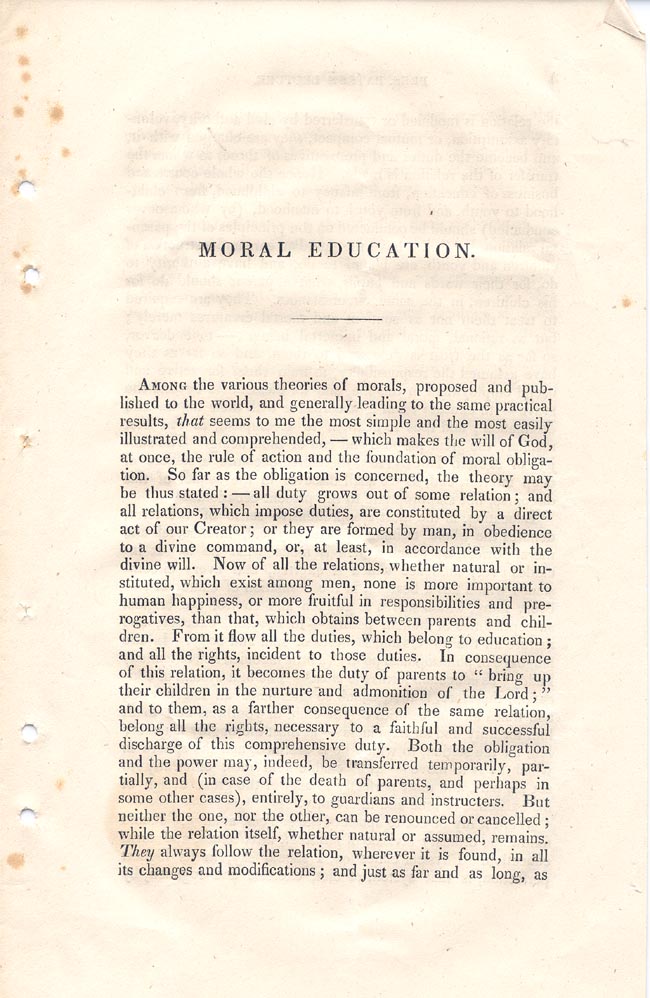 MORAL EDUCATION.
AMONG the various theories of morals, proposed and pub-
lished to the world, and generally leading to the same practical
results, that seems to me the most simple and the most easily
illustrated and comprehended, — which makes the will of God,
at once, the rule of action and the foundation of moral obliga-
tion. So far as the obligation is concerned, the theory may
be thus stated : — all duty grows out of some relation ; and
all relations, which impose duties, are constituted by a direct
act of our Creator ; or they are formed by man, in obedience
to a divine command, or, at least, in accordance with the
divine will. Now of all the relations, whether natural or in-
stituted, which exist among men, none is more important to
human happiness, or more fruitful in responsibilities and pre-
rogatives, than that, which obtains between parents and chil-
dren. From it flow all the duties, which belong to education ;
and all the rights, incident to those duties. In consequence
of this relation, it becomes the duty of parents to “ bring up
their children in the nurture and admonition of the Lord ; ”
and to them, as a farther consequence of the same relation,
belong all the rights, necessary to a faithful and successful
discharge of this comprehensive duty. Both the obligation
and the power may, indeed, be transferred temporarily, par-
tially, and (in case of the death of parents, and perhaps in
some other cases), entirely, to guardians and instructers. But
neither the one, nor the other, can be renounced or cancelled ;
while the relation itself, whether natural or assumed, remains.
They always follow the relation, wherever it is found, in all
its changes and modifications ; and just as far and as long, as